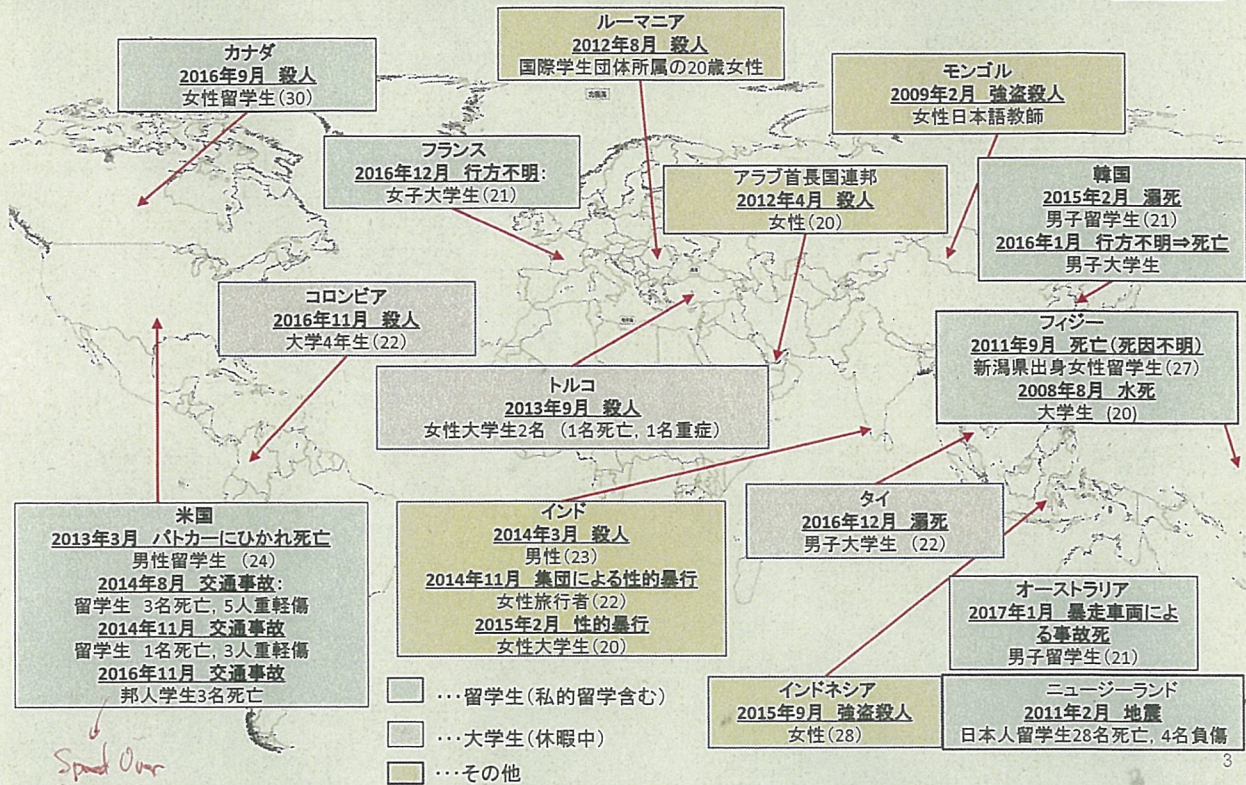 カナダ
2016年9月 殺人
女性留学生(30)
ルーマニア
2012年8月 殺人
国際学生団体所属の20歳女性
モンゴル
2009年2月 強盗殺人
女性日本語教師
フランス
2016年12月 行方不明:
女子大学生(21)
アラブ首長国連邦
2012年4月 殺人
女性(20)
韓国
2015年2月 溺死
男子留学生(21)
2016年1月 行方不明⇒死亡
男子大学生
コロンビア
2016年11月 殺人
大学4年生(22)
トルコ
2013年9月 殺人
女性大学生2名 (1名死亡, 1名重症)
フィジー
2011年9月 死亡(死因不明)
新潟県出身女性留学生(27)
2008年8月 水死
大学生 (20)
米国
2013年3月 パトカーにひかれ死亡
男性留学生 (24)
2014年8月 交通事故:
留学生 3名死亡, 5人重軽傷
2014年11月 交通事故
留学生 1名死亡, 3人重軽傷
2016年11月 交通事故
邦人学生3名死亡
インド
2014年3月 殺人
男性(23)
2014年11月 集団による性的暴行
女性旅行者(22)
2015年2月 性的暴行
女性大学生(20)
タイ
2016年12月 溺死
男子大学生 (22)
オーストラリア
2017年1月 暴走車両によ
る事故死
男子留学生(21)
インドネシア
2015年9月 強盗殺人
女性(28)
ニュージーランド
2011年2月 地震
日本人留学生28名死亡, 4名負傷
…留学生(私的留学含む)
…大学生(休暇中)
…その他
Speed Over
3